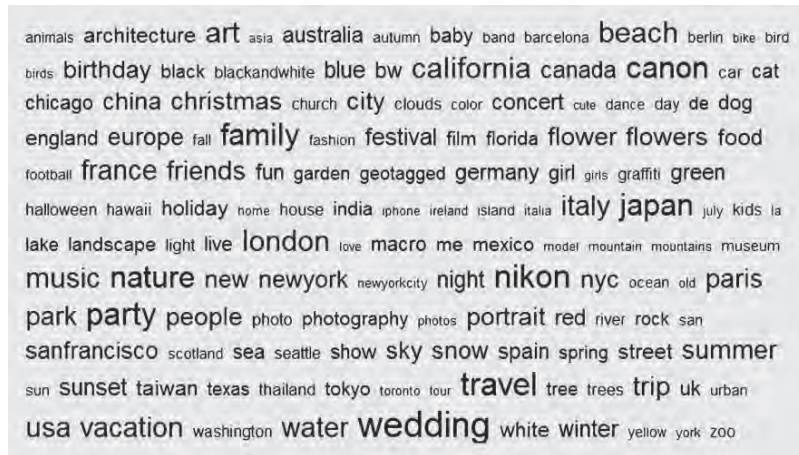 animals architecture art asia australia autumn baby band barcelona beach berlin bike bird
birds birthday black blackandwhite blue bw california canada canon car cat
chicago china christmas church city clouds color concert cute dance day de dog
england europe fall family fashion festival film florida flower flowers food
football france friends fun garden geotagged germany girl girls graffiti green
halloween hawaii holiday home house india iphone ireland island italia italy japan july kids la
lake landscape light live london love macro me mexico model mountain mountains museum
music nature new newyork newyorkcity night nikon nyc ocean old paris
park party people photo photography photos portrait red river rock san
sanfrancisco scotland sea seattle show sky snow spain spring street summer
sun sunset taiwan texas thailand tokyo toronto tour travel tree trees trip uk urban
usa vacation washington water wedding white winter yellow york zoo